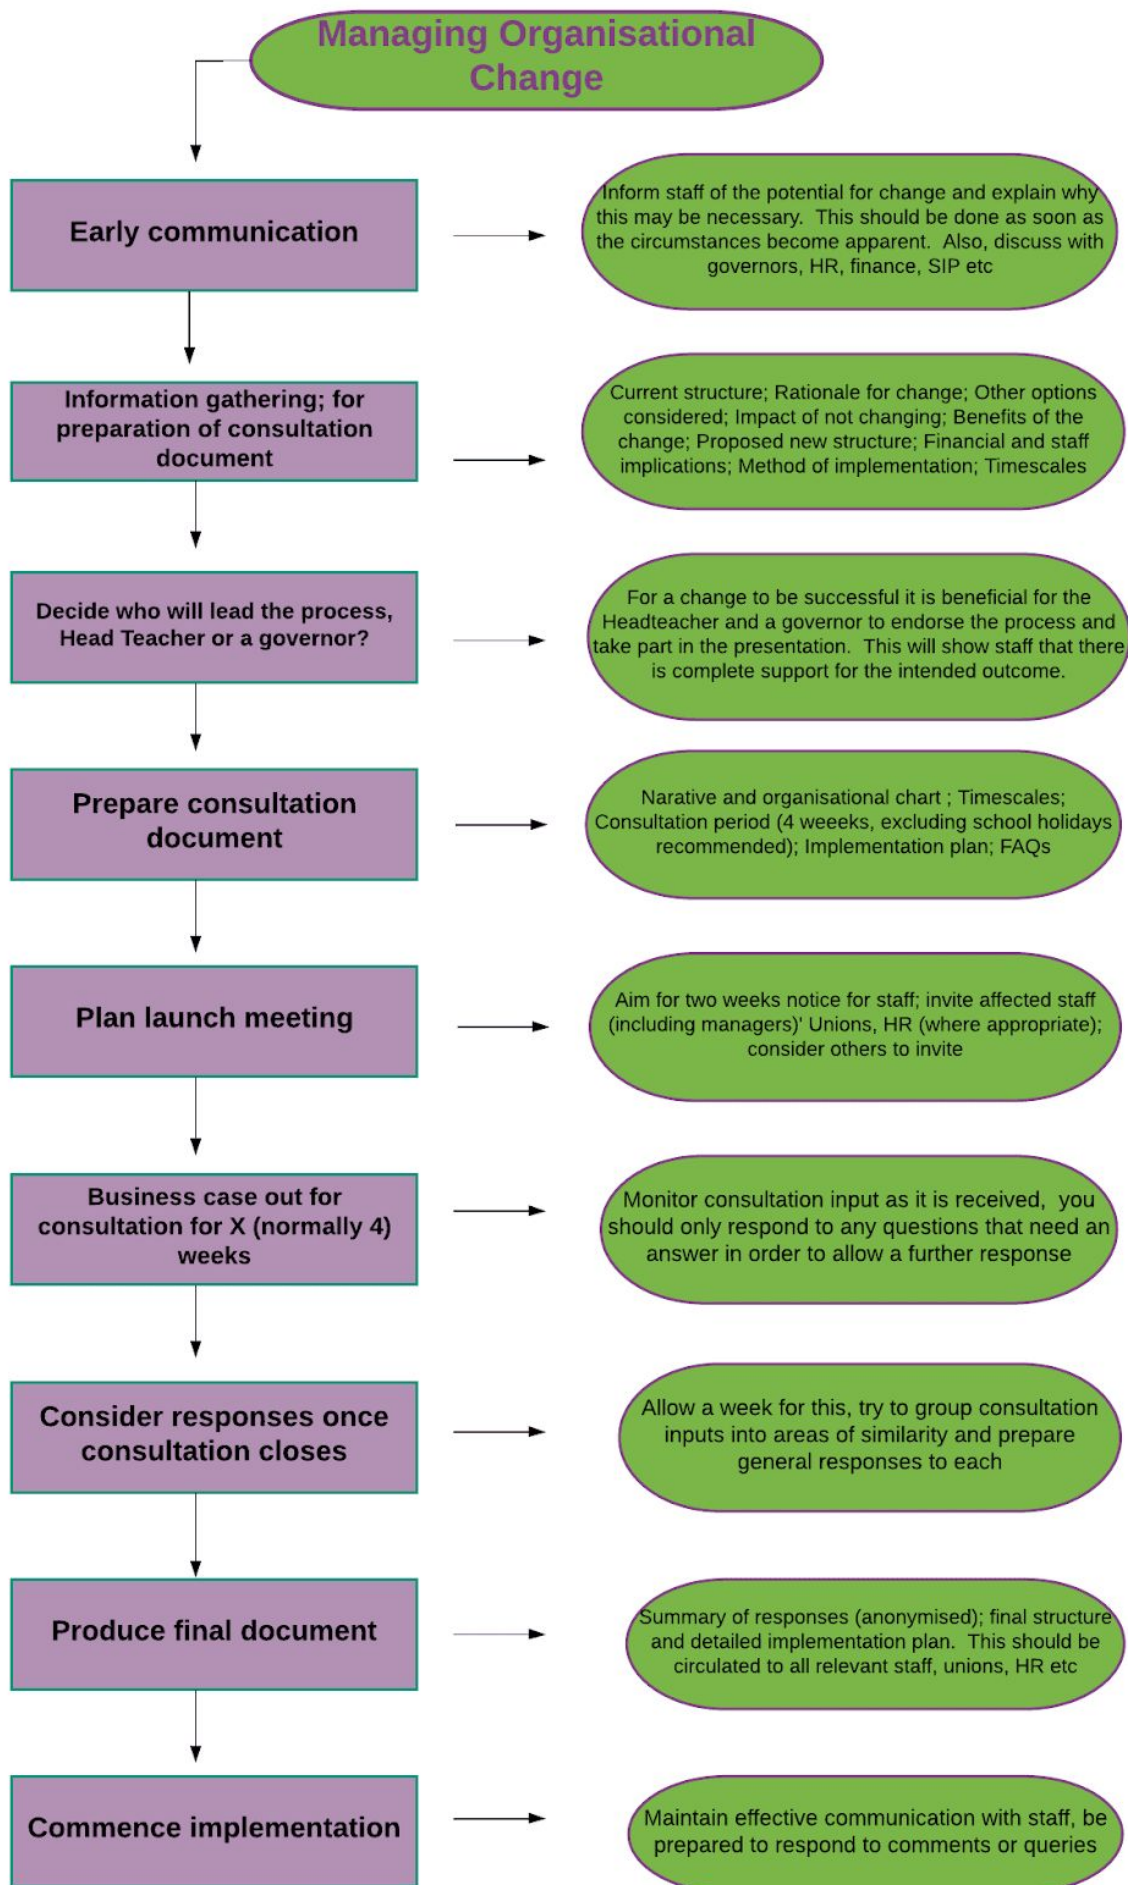 Managing Organisational
Change
Early communication
Inform staff of the potential for change and explain why
this may be necessary.  This should be done as soon as
the circumstances become apparent.  Also, discuss with
governors, HR, finance, SIP etc
Information gathering; for
preparation of consultation
document
Current structure; Rationale for change; Other options
considered; Impact of not changing; Benefits of the
change; Proposed new structure; Financial and staff
implications; Method of implementation; Timescales
Decide who will lead the process,
Head Teacher or a governor?
For a change to be successful it is beneficial for the
Headteacher and a governor to endorse the process and
take part in the presentation.  This will show staff that there
is complete support for the intended outcome.
Prepare consultation
document
Narative and organisational chart ; Timescales;
Consultation period (4 weeeks, excluding school holidays
recommended); Implementation plan; FAQs
Plan launch meeting
Aim for two weeks notice for staff; invite affected staff
(including managers)' Unions, HR (where appropriate);
consider others to invite
Business case out for
consultation for X (normally 4)
weeks
Monitor consultation input as it is received,  you
should only respond to any questions that need an
answer in order to allow a further response
Consider responses once
consultation closes
Allow a week for this, try to group consultation
inputs into areas of similarity and prepare
general responses to each
Produce final document
Summary of responses (anonymised); final structure
and detailed implementation plan.  This should be
circulated to all relevant staff, unions, HR etc
Commence implementation
Maintain effective communication with staff, be
prepared to respond to comments or queries